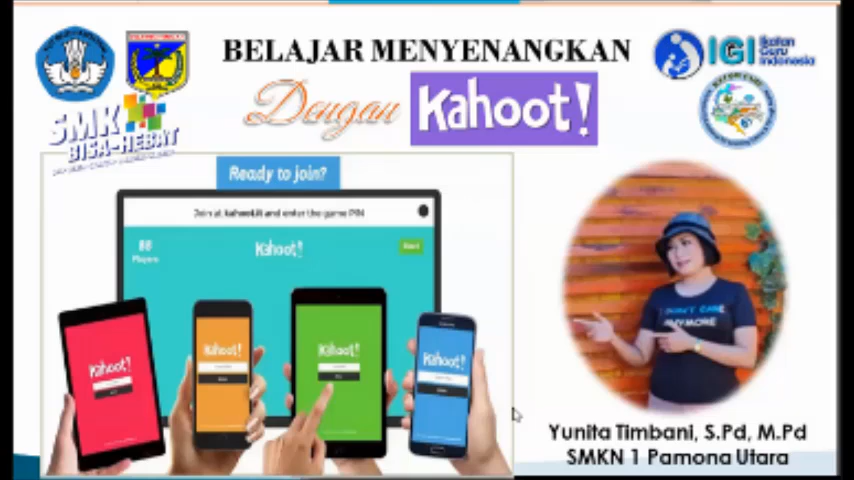 BELAJAR MENYENANGKAN
Dengan Kahoot!
IGI Ikatan Guru Indonesia
SMK
BISA-HEBAT
Ready to join?
Join at kahoot.it and enter the game PIN
88
Players
Kahoot!
Start
Kahoot!
Kahoot!
Kahoot!
Kahoot!
I DON'T CARE
ANYMORE
Yunita Timbani, S.Pd, M.Pd
SMKN 1 Pamona Utara